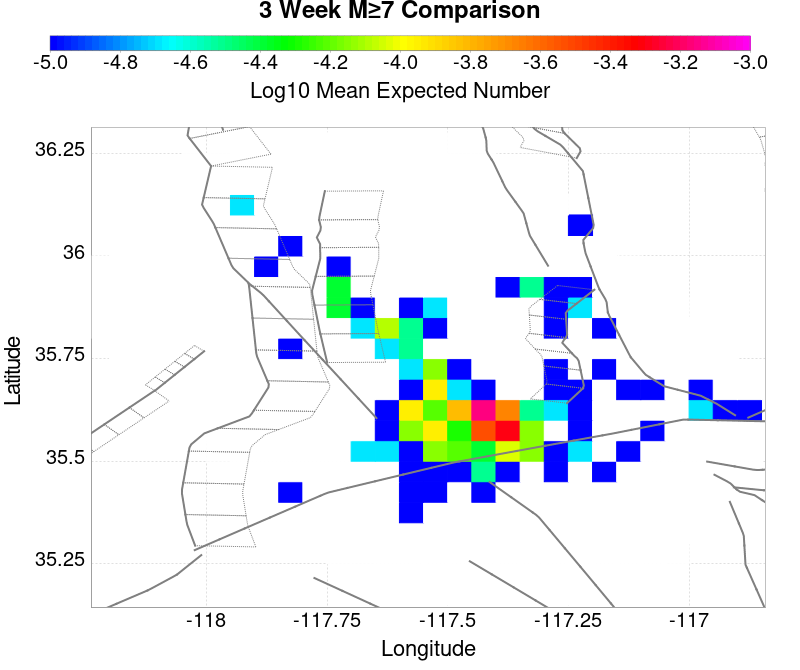 3 Week M≥7 Comparison
-5.0 -4.8 -4.6 -4.4 -4.2 -4.0 -3.8 -3.6 -3.4 -3.2 -3.0
Log10 Mean Expected Number
36.25
36
35.75
35.5
35.25
Latitude
-118 -117.75 -117.5 -117.25 -117
Longitude